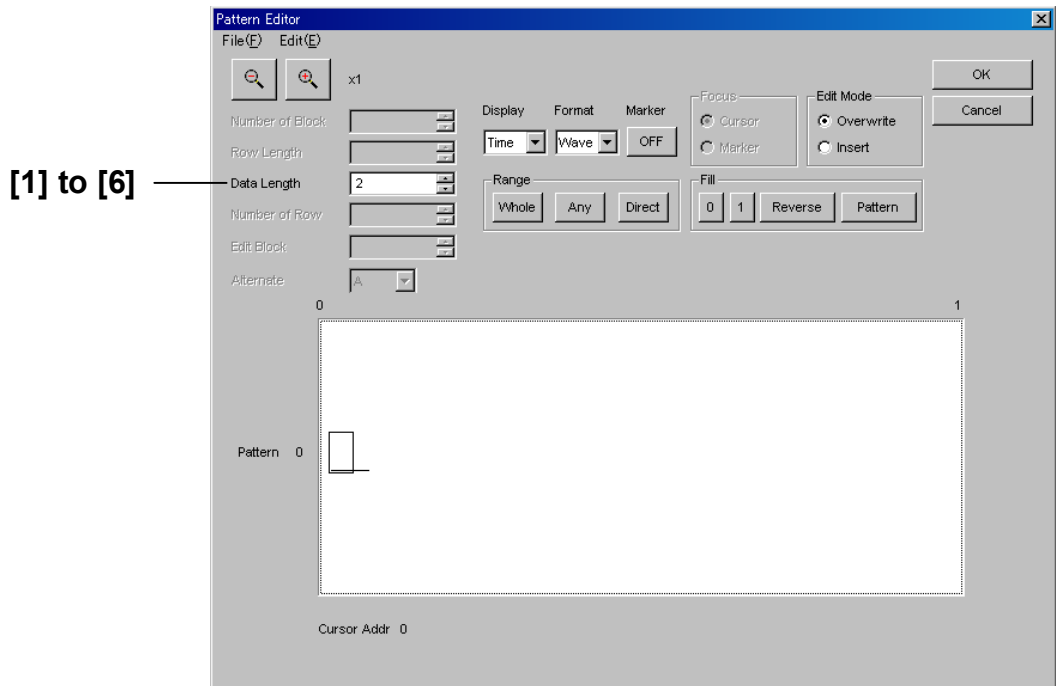 Pattern Editor
File(F) Edit(E)
x1
OK
Cancel
Number of Block
Row Length
[1] to [6]
Data Length 2
Number of Row
Edit Block
Alternate A
Display Format Marker
Time Wave OFF
Focus
Cursor
Marker
Edit Mode
Overwrite
Insert
Range
Whole Any Direct
Fill
0 1 Reverse Pattern
0 1
Pattern 0
Cursor Addr 0